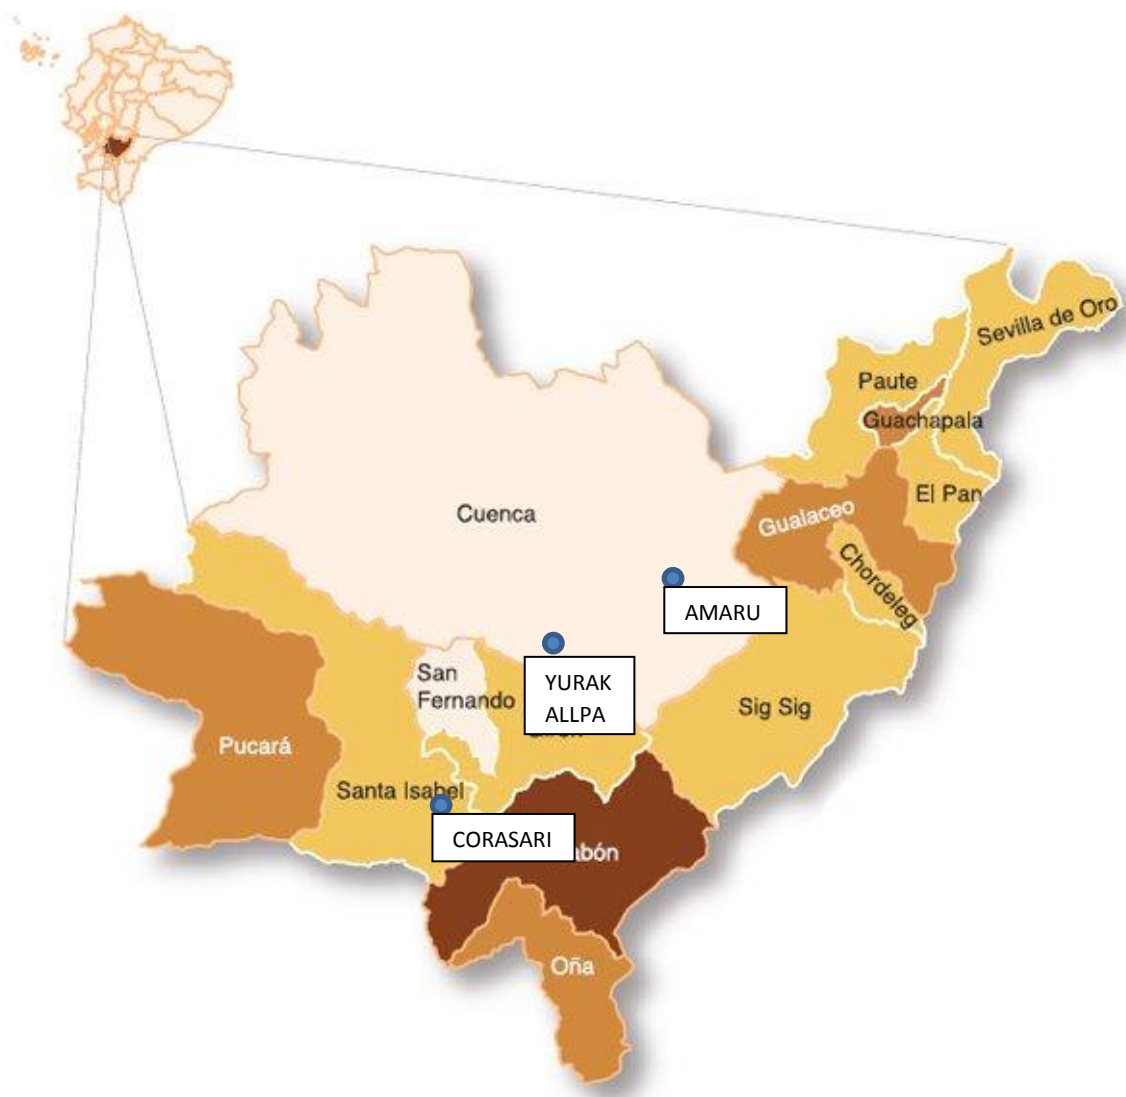 Sevilla de Oro
Paute
Guachapala
El Pan
Cuenca
Gualaceo
Chordeleg
AMARU
San
Fernando
YURAK
ALLPA
Sig Sig
Pucará
Santa Isabel
CORASARI
abón
Oña